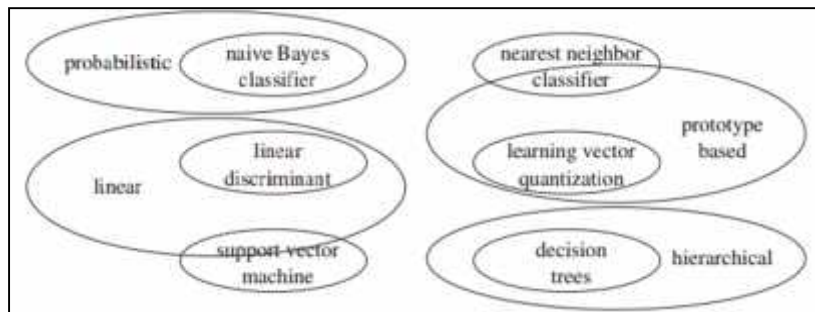 probabilistic
naive Bayes
classifier
linear
linear
discriminant
support vector
machine
nearest neighbor
classifier
prototype
based
learning vector
quantization
decision
trees
hierarchical